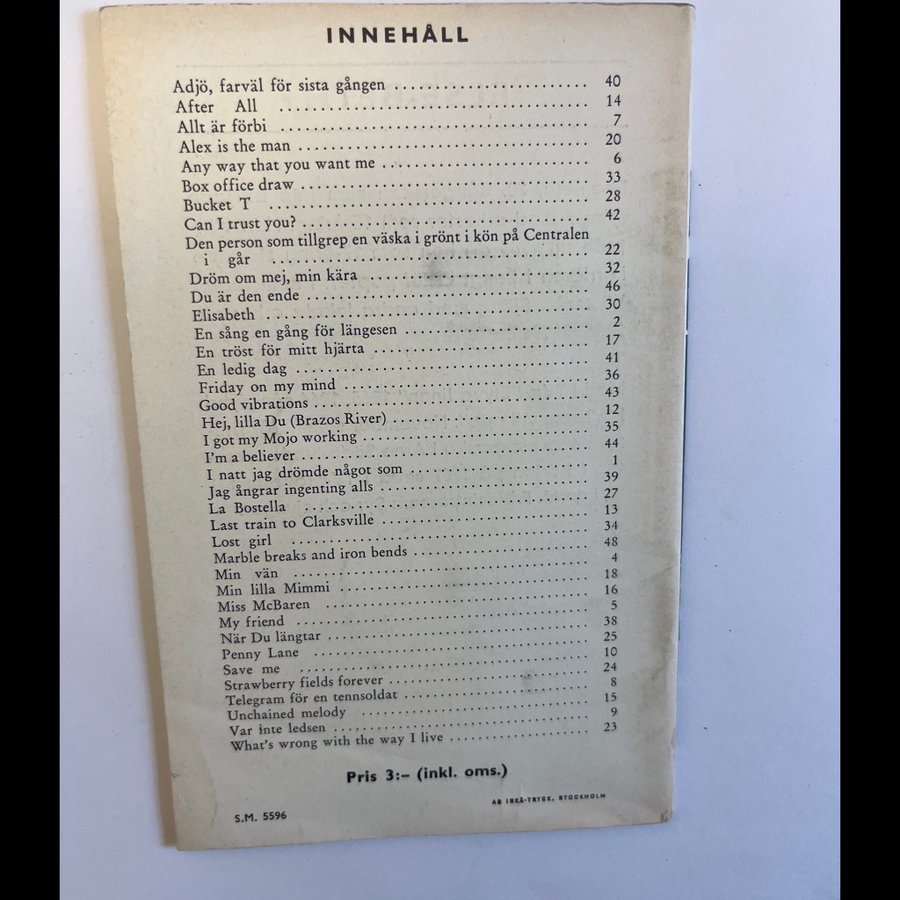 INNEHÅLL
Adjö, farväl för sista gången ........................ 40
After All ........................ 14
Allt är förbi ........................ 7
Alex is the man ........................ 20
Any way that you want me ........................ 6
Box office draw ........................ 33
Bucket T ........................ 28
Can I trust you? ........................ 42
Den person som tillgrep en väska i grönt i kön på Centralen
i går ........................ 22
Dröm om mej, min kära ........................ 32
Du är den ende ........................ 46
Elisabeth ........................ 30
En sång en gång för längesen ........................ 2
En tröst för mitt hjärta ........................ 17
En ledig dag ........................ 41
Friday on my mind ........................ 36
Good vibrations ........................ 43
Hej, lilla Du (Brazos River) ........................ 12
I got my Mojo working ........................ 35
I'm a believer ........................ 44
I natt jag drömde något som ........................ 1
Jag ångrar ingenting alls ........................ 39
La Bostella ........................ 27
Last train to Clarksville ........................ 13
Lost girl ........................ 34
Marble breaks and iron bends ........................ 48
Min vän ........................ 4
Min lilla Mimmi ........................ 18
Miss McBaren ........................ 16
My friend ........................ 5
När Du längtar ........................ 38
Penny Lane ........................ 25
Save me ........................ 10
Strawberry fields forever ........................ 24
Telegram för en tennsoldat ........................ 8
Unchained melody ........................ 15
Var inte ledsen ........................ 9
What's wrong with the way I live ........................ 23
Pris 3:– (inkl. oms.)
AB IRKÅ-TRYCK, STOCKHOLM
S.M. 5596